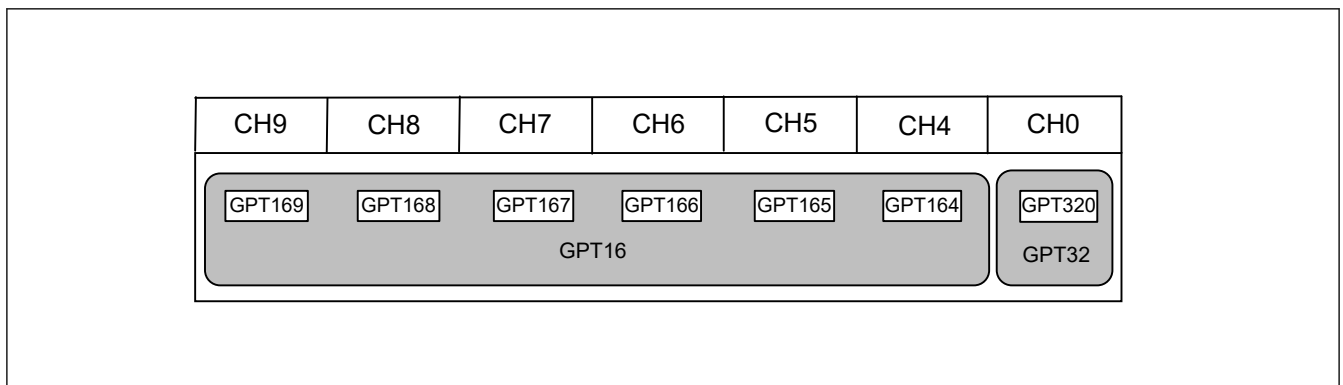 CH9 CH8 CH7 CH6 CH5 CH4 CH0
GPT169 GPT168 GPT167 GPT166 GPT165 GPT164 GPT320
GPT16 GPT32